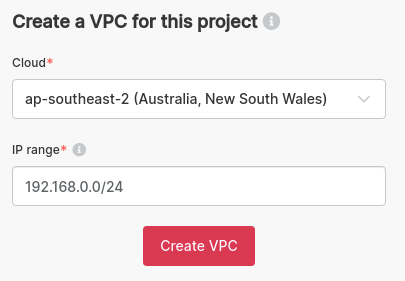 Create a VPC for this project
Cloud*
ap-southeast-2 (Australia, New South Wales)
IP range*
192.168.0.0/24
Create VPC